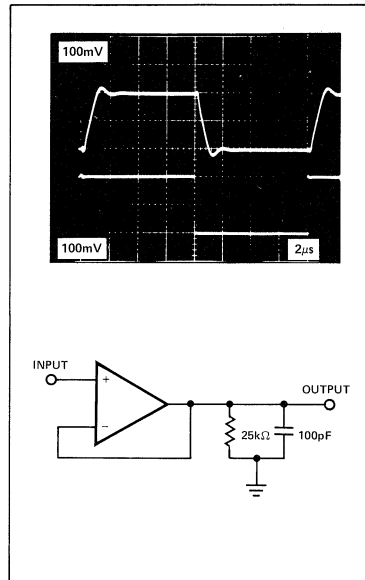 100mV
100mV
2μs
INPUT
+
−
OUTPUT
25kΩ
100pF